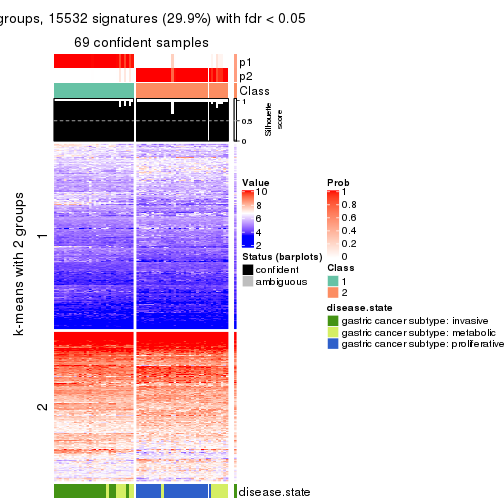 groups, 15532 signatures (29.9%) with fdr < 0.05
69 confident samples
p1
p2
Class
1
0.5
0
Silhouette
score
k-means with 2 groups
1
2
Value
10
8
6
4
2
Prob
1
0.8
0.6
0.4
0.2
0
Status (barplots)
confident
ambiguous
Class
1
2
disease.state
gastric cancer subtype: invasive
gastric cancer subtype: metabolic
gastric cancer subtype: proliferative
disease.state